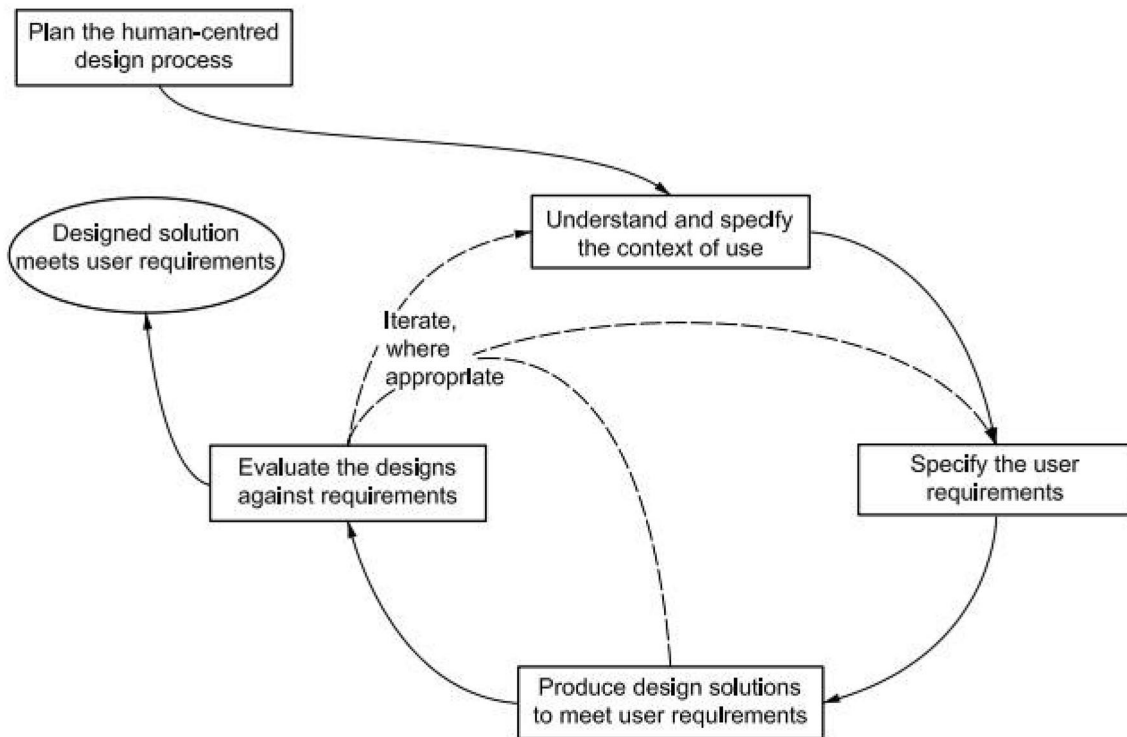 Plan the human-centred
design process
Understand and specify
the context of use
Designed solution
meets user requirements
Iterate,
where
appropriate
Evaluate the designs
against requirements
Specify the user
requirements
Produce design solutions
to meet user requirements